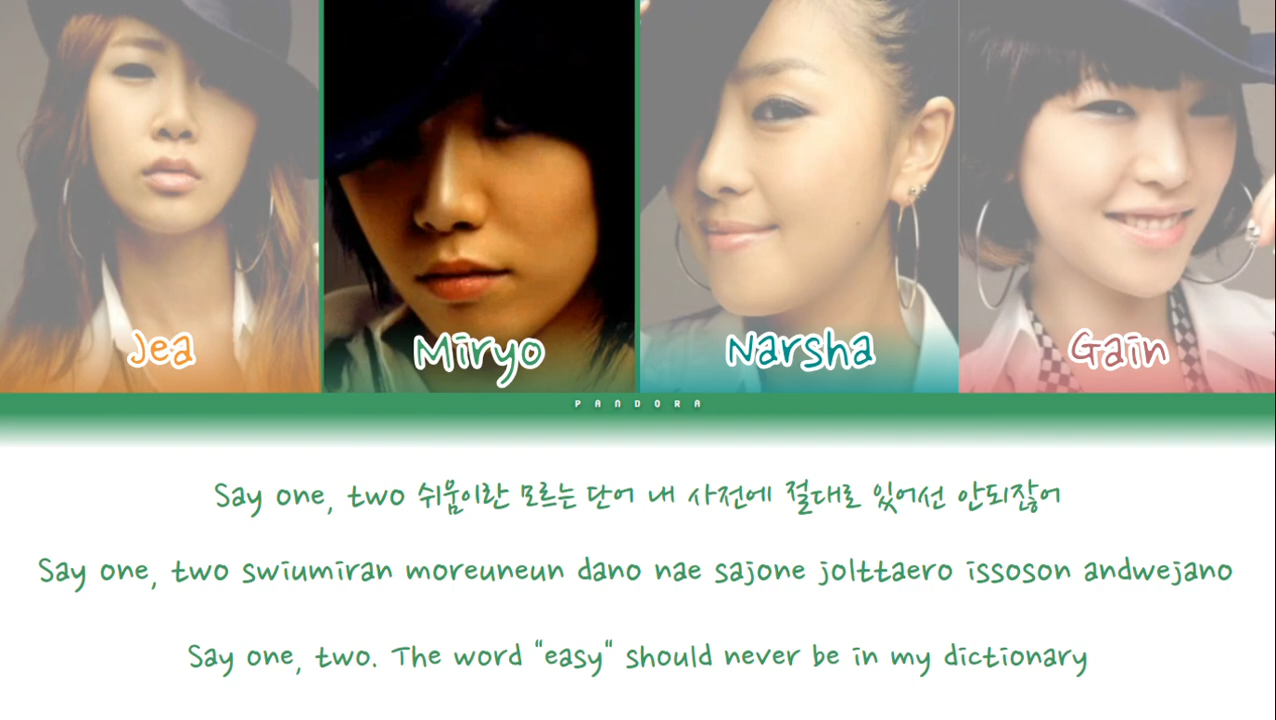 Jea
Miryo
Narsha
Gain
PANDORA
Say one, two 쉬움이란 모르는 단어 내 사전에 절대로 있어선 안되잖어
Say one, two swiumiran moreuneun dano nae sajone jolttaero issoson andwejano
Say one, two. The word "easy" should never be in my dictionary